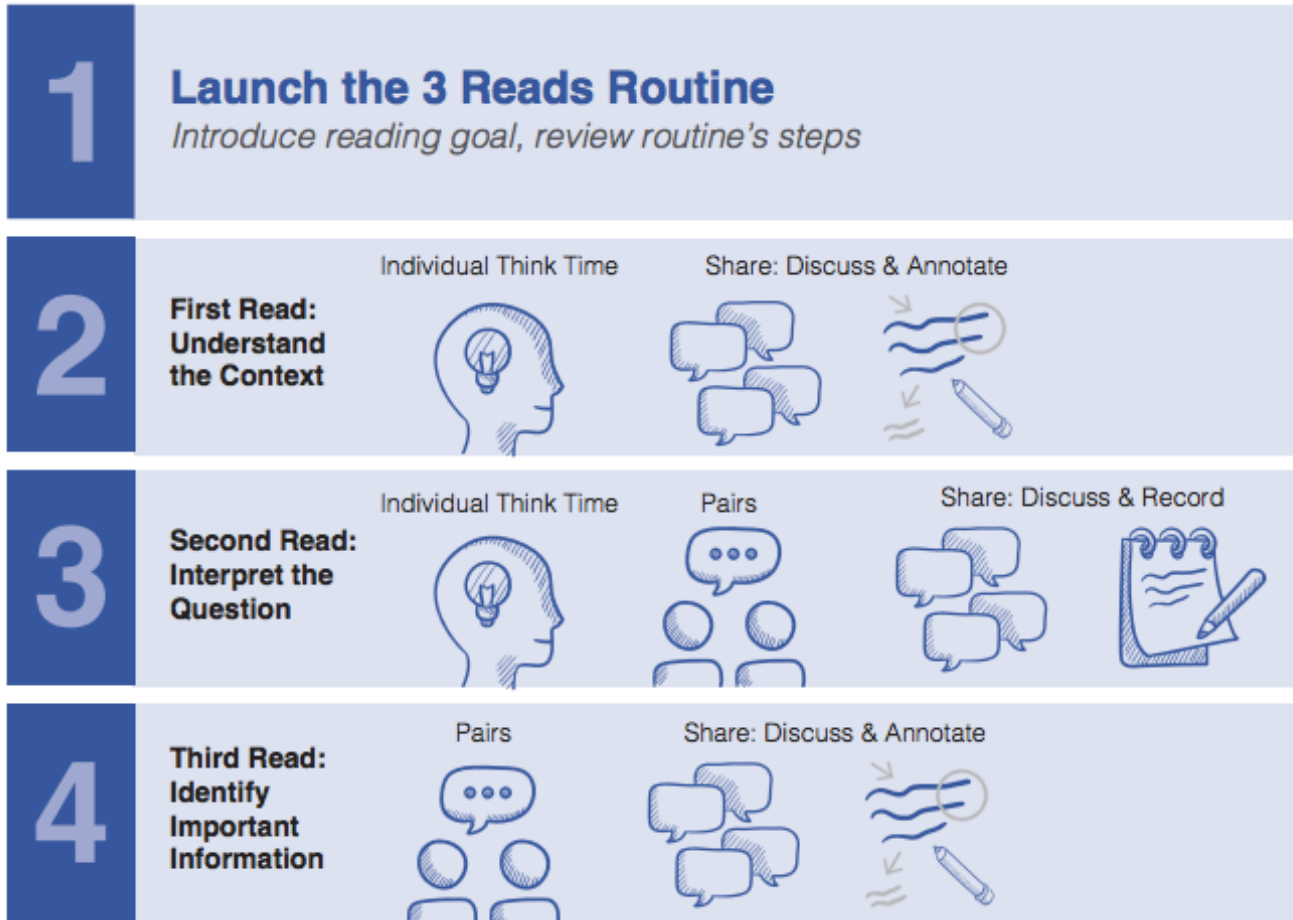 1
Launch the 3 Reads Routine
Introduce reading goal, review routine's steps
2
First Read:
Understand
the Context
Individual Think Time
Share: Discuss & Annotate
3
Second Read:
Interpret the
Question
Individual Think Time
Pairs
Share: Discuss & Record
4
Third Read:
Identify
Important
Information
Pairs
Share: Discuss & Annotate